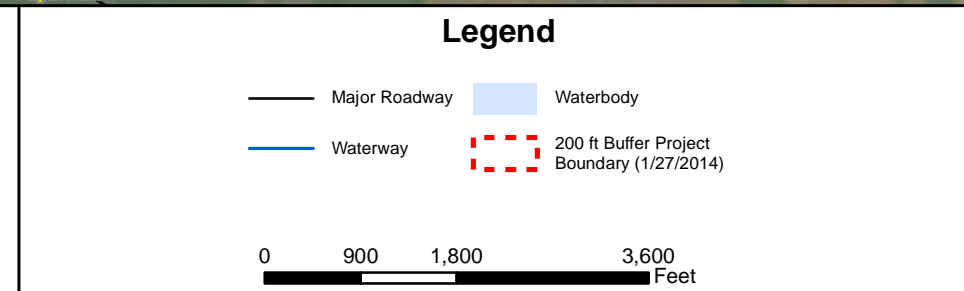 Legend
Major Roadway
Waterbody
Waterway
200 ft Buffer Project
Boundary (1/27/2014)
0 900 1,800 3,600
Feet